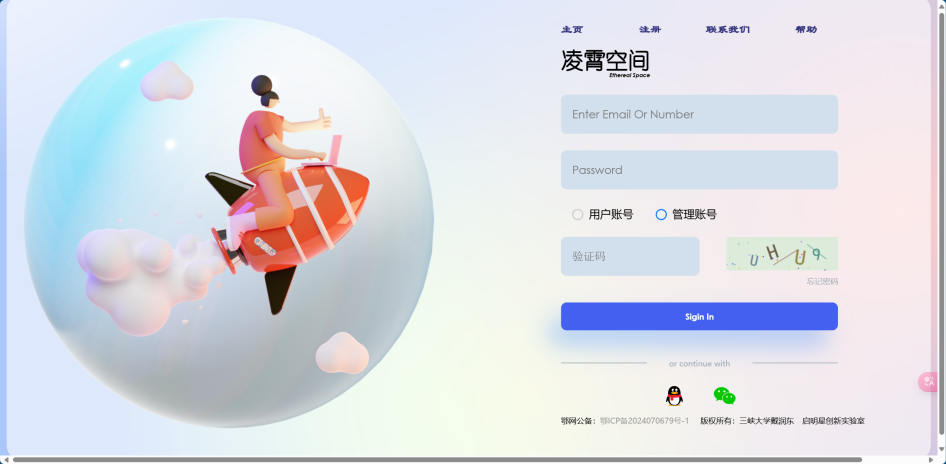 主页 注册 联系我们 帮助
凌霄空间
Ethereal Space
Enter Email Or Number
Password
用户账号 管理账号
验证码 UHU9
忘记密码
Sigin In
or continue with
鄂网公备：鄂ICP备2024070679号-1 版权所有：三峡大学戴润东 启明星创新实验室